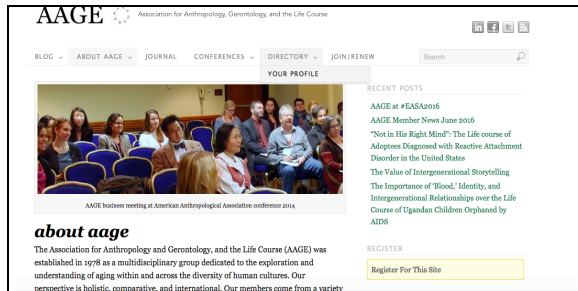 AAGE Association for Anthropology, Gerontology, and the Life Course
BLOG ABOUT AAGE JOURNAL CONFERENCES DIRECTORY JOIN/RENEW Search
YOUR PROFILE
AAGE business meeting at American Anthropological Association conference 2014
about aage
The Association for Anthropology and Gerontology, and the Life Course (AAGE) was
established in 1978 as a multidisciplinary group dedicated to the exploration and
understanding of aging within and across the diversity of human cultures. Our
perspective is holistic, comparative, and international. Our members come from a variety
RECENT POSTS
AAGE at #EASA2016
AAGE Member News June 2016
"Not in His Right Mind": The Life course of
Adoptees Diagnosed with Reactive Attachment
Disorder in the United States
The Value of Intergenerational Storytelling
The Importance of 'Blood,' Identity, and
Intergenerational Relationships over the Life
Course of Ugandan Children Orphaned by
AIDS
REGISTER
Register For This Site